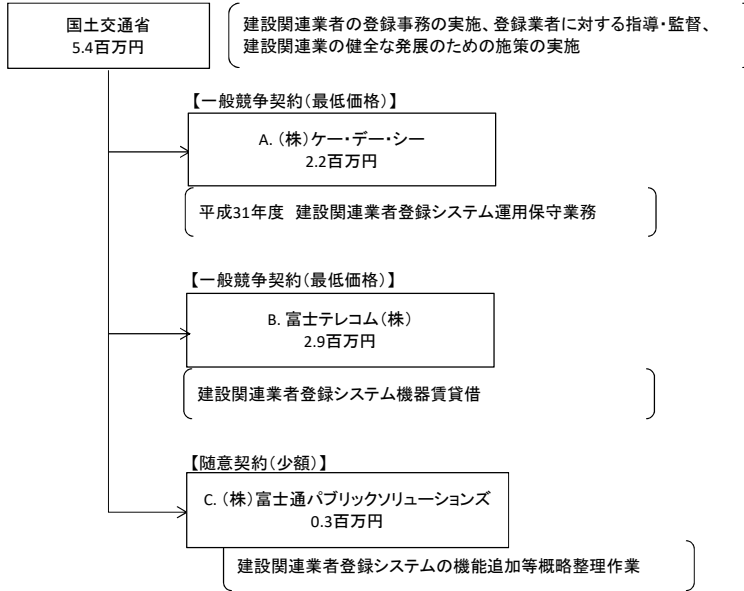 国土交通省
5.4百万円
建設関連業者の登録事務の実施、登録業者に対する指導・監督、
建設関連業の健全な発展のための施策の実施
【一般競争契約(最低価格)】
A. (株)ケー・デー・シー
2.2百万円
平成31年度 建設関連業者登録システム運用保守業務
【一般競争契約(最低価格)】
B. 富士テレコム(株)
2.9百万円
建設関連業者登録システム機器賃貸借
【随意契約(少額)】
C. (株)富士通パブリックソリューションズ
0.3百万円
建設関連業者登録システムの機能追加等概略整理作業